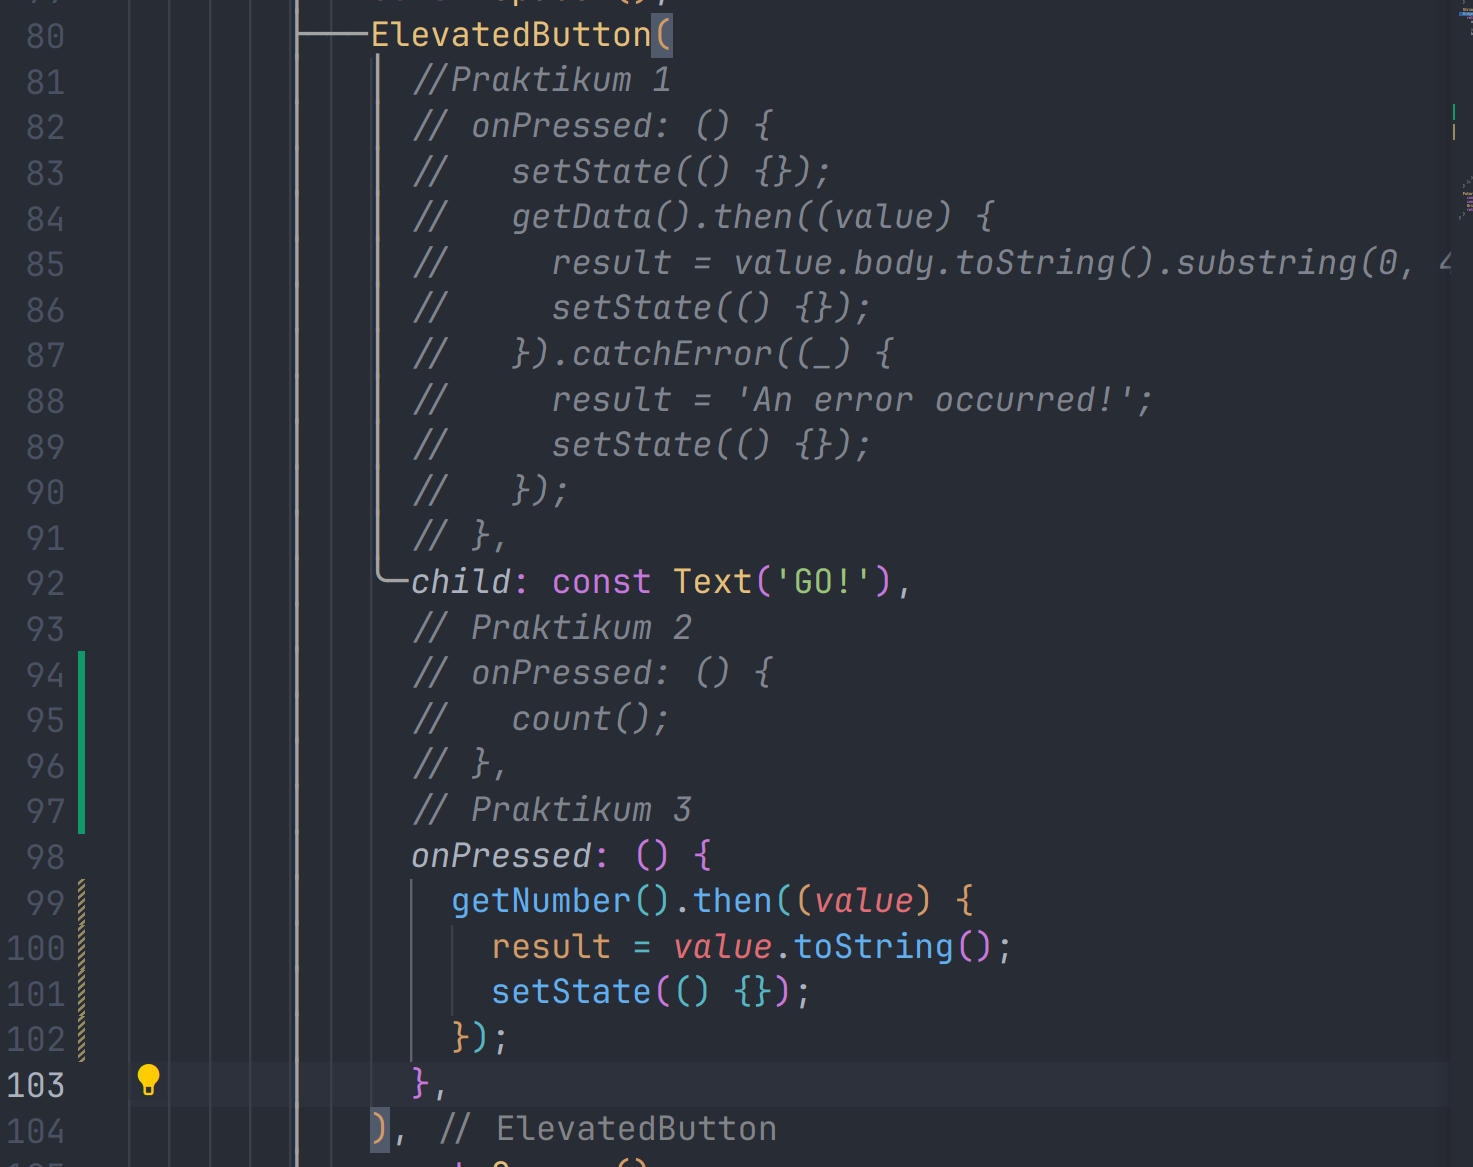 80 ElevatedButton(
81 //Praktikum 1
82 // onPressed: () {
83 //   setState(() {});
84 //   getData().then((value) {
85 //     result = value.body.toString().substring(0, 4
86 //     setState(() {});
87 //   }).catchError((_) {
88 //     result = 'An error occurred!';
89 //     setState(() {});
90 //   });
91 // },
92 child: const Text('GO!'),
93 // Praktikum 2
94 // onPressed: () {
95 //   count();
96 // },
97 // Praktikum 3
98 onPressed: () {
99 getNumber().then((value) {
100 result = value.toString();
101 setState(() {});
102 });
103 },
104 ), // ElevatedButton